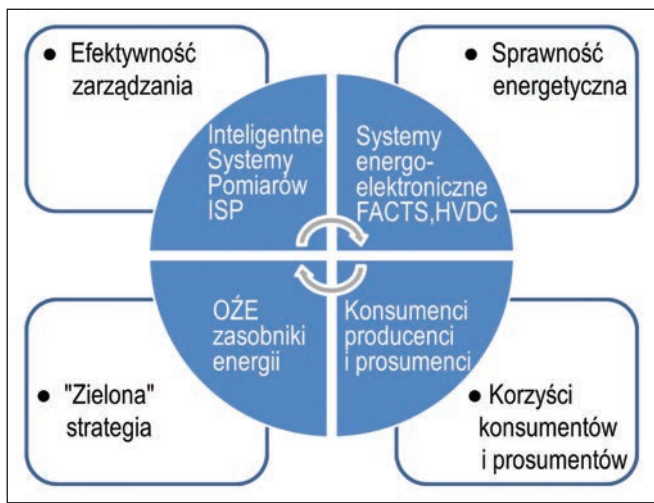 ● Efektywność
zarządzania
● Sprawność
energetyczna
Inteligentne
Systemy
Pomiarów
ISP
Systemy
energo-
elektroniczne
FACTS,HVDC
OŹE
zasobniki
energii
Konsumenci
producenci
i prosumenci
● "Zielona"
strategia
● Korzyści
konsumentów
i prosumentów